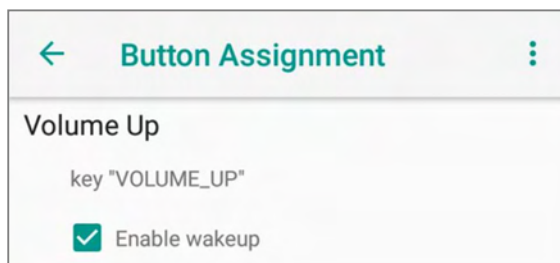 Button Assignment
Volume Up
key "VOLUME_UP"
Enable wakeup